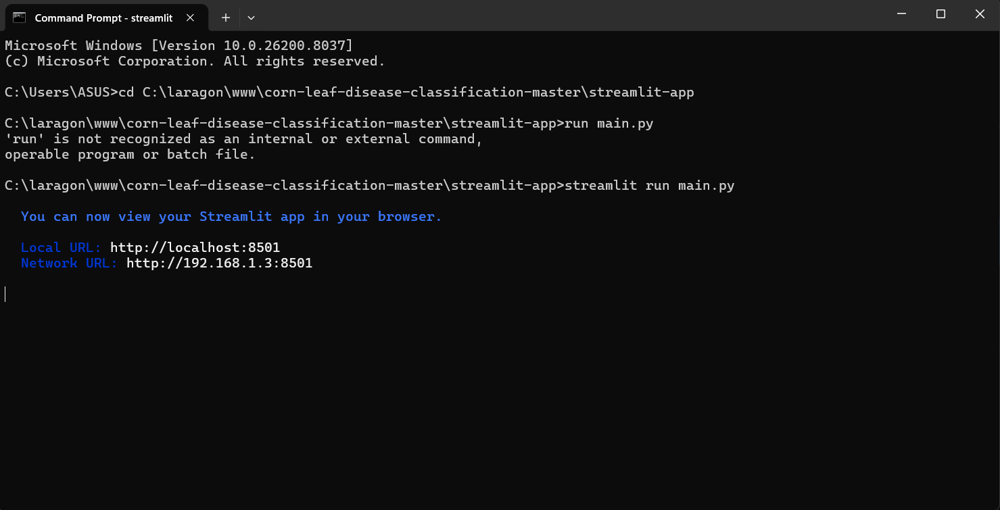 Command Prompt - streamlit
Microsoft Windows [Version 10.0.26200.8037]
(c) Microsoft Corporation. All rights reserved.
C:\Users\ASUS>cd C:\laragon\www\corn-leaf-disease-classification-master\streamlit-app
C:\laragon\www\corn-leaf-disease-classification-master\streamlit-app>run main.py
'run' is not recognized as an internal or external command,
operable program or batch file.
C:\laragon\www\corn-leaf-disease-classification-master\streamlit-app>streamlit run main.py
You can now view your Streamlit app in your browser.
Local URL: http://localhost:8501
Network URL: http://192.168.1.3:8501